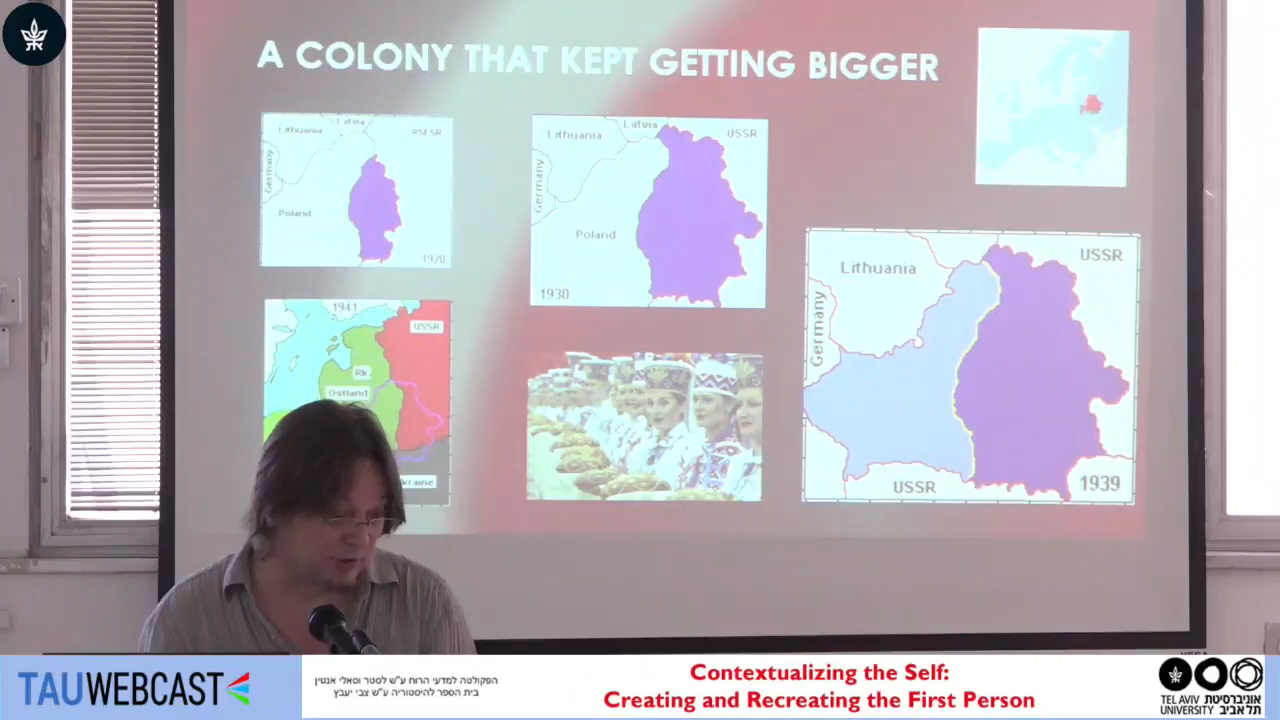 A COLONY THAT KEPT GETTING BIGGER
Lithuania
Latvia
RSFSR
Germany
Poland
1920
Lithuania
Latvia
USSR
Germany
Poland
1930
Lithuania
USSR
Germany
USSR
1939
1941
USSR
Rk.
Ostland
TAUWEBCAST
הפקולטה למדעי הרוח ע"ש לסטר וסאלי אנטין
בית הספר להיסטוריה ע"ש צבי יעבץ
Contextualizing the Self:
Creating and Recreating the First Person
TEL AVIV אוניברסיטת
UNIVERSITY תל אביב